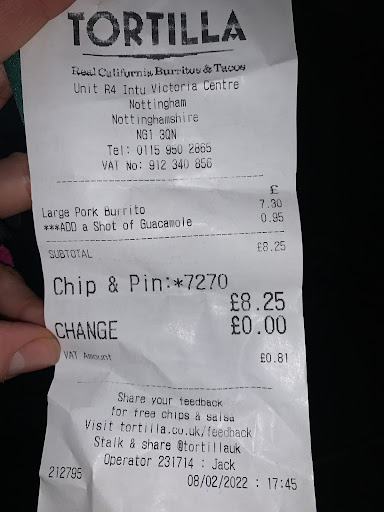 TORTILLA
Real California Burritos & Tacos
Unit R4 Intu Victoria Centre
Nottingham
Nottinghamshire
NG1 3QN
Tel: 0115 950 2865
VAT No: 912 340 856
£
Large Pork Burrito 7.30
***ADD a Shot of Guacamole 0.95
SUBTOTAL £8.25
Chip & Pin:*7270
£8.25
CHANGE £0.00
VAT Amount £0.81
Share your feedback
for free chips & salsa
Visit tortilla.co.uk/feedback
Stalk & share @tortillauk
Operator 231714 : Jack
212795 08/02/2022 : 17:45